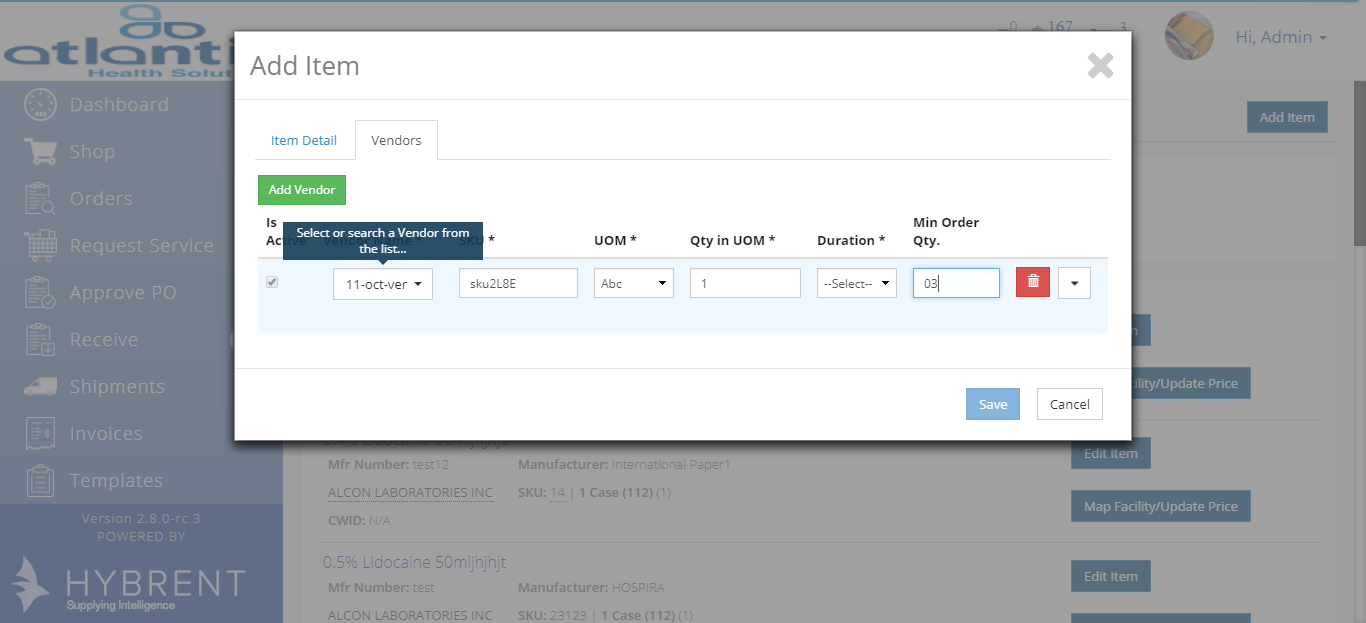 atlanti
Health Solut
0 167 3
Hi, Admin
Dashboard
Shop
Orders
Request Service
Approve PO
Receive
Shipments
Invoices
Templates
Version 2.8.0-rc.3
POWERED BY
HYBRENT
Supplying Intelligence
Add Item
Add Item
Item Detail Vendors
Add Vendor
Select or search a Vendor from
the list...
Is
Active Vendor Name * SKU * UOM * Qty in UOM * Duration * Min Order
Qty.
11-oct-ver sku2L8E Abc 1 --Select-- 03
Save Cancel
cility/Update Price
Edit Item
Mfr Number: test12 Manufacturer: International Paper1
ALCON LABORATORIES INC SKU: 14 | 1 Case (112) (1)
Map Facility/Update Price
CWID: N/A
0.5% Lidocaine 50mljhjhjt
Edit Item
Mfr Number: test Manufacturer: HOSPIRA
ALCON LABORATORIES INC SKU: 23123 | 1 Case (112) (1)